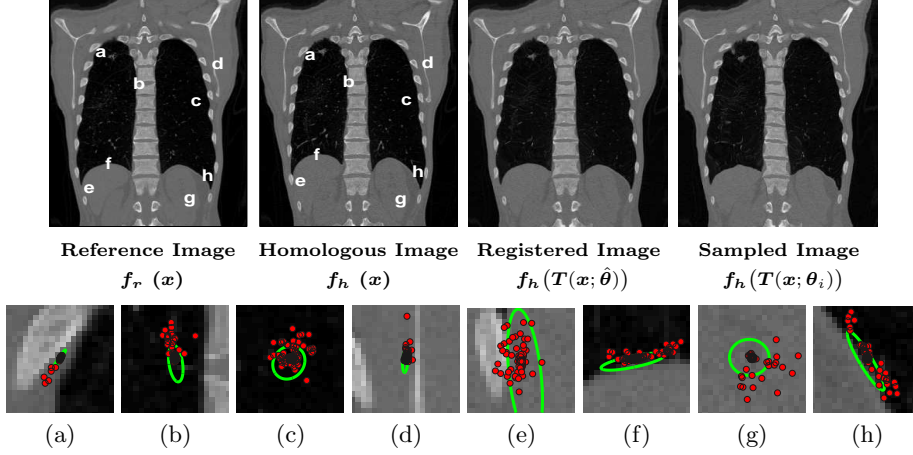 a
b
c
d
e
f
g
h
a
b
c
d
e
f
g
h
Reference Image
f_r (x)
Homologous Image
f_h (x)
Registered Image
f_h(T(x; θ̂))
Sampled Image
f_h(T(x; θ_i))
(a) (b) (c) (d) (e) (f) (g) (h)